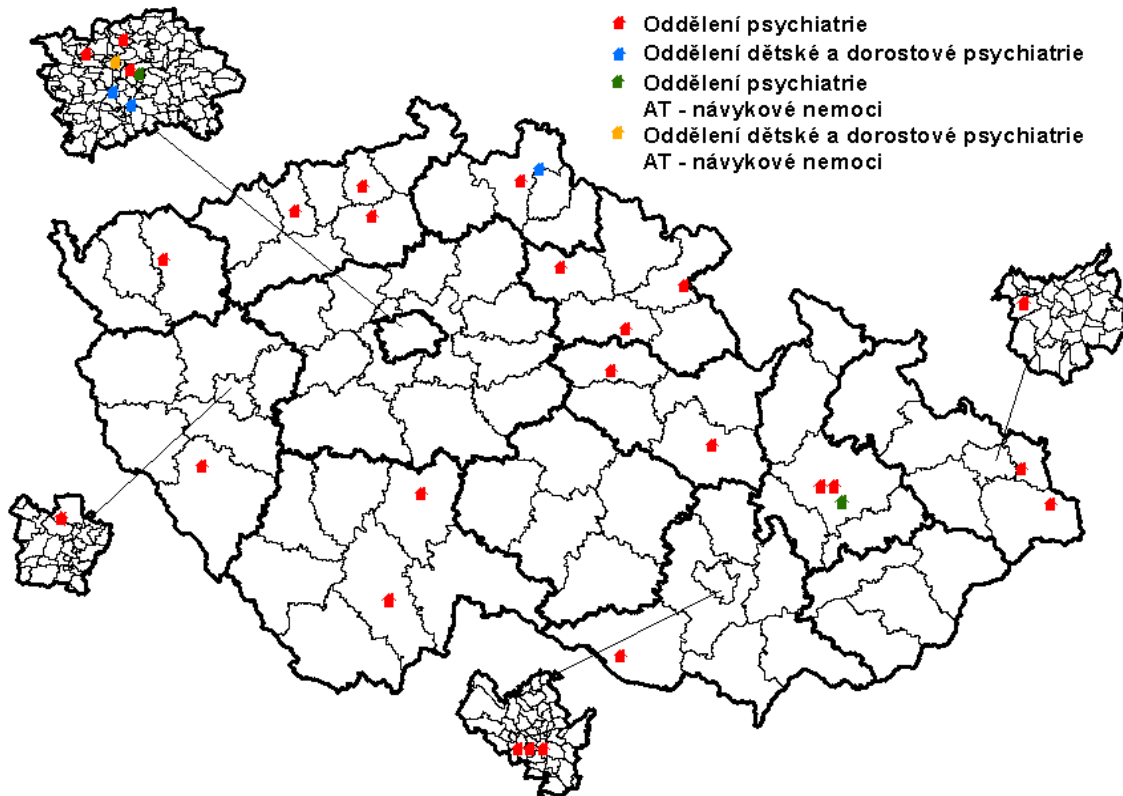 Oddělení psychiatrie
Oddělení dětské a dorostové psychiatrie
Oddělení psychiatrie
AT - návykové nemoci
Oddělení dětské a dorostové psychiatrie
AT - návykové nemoci